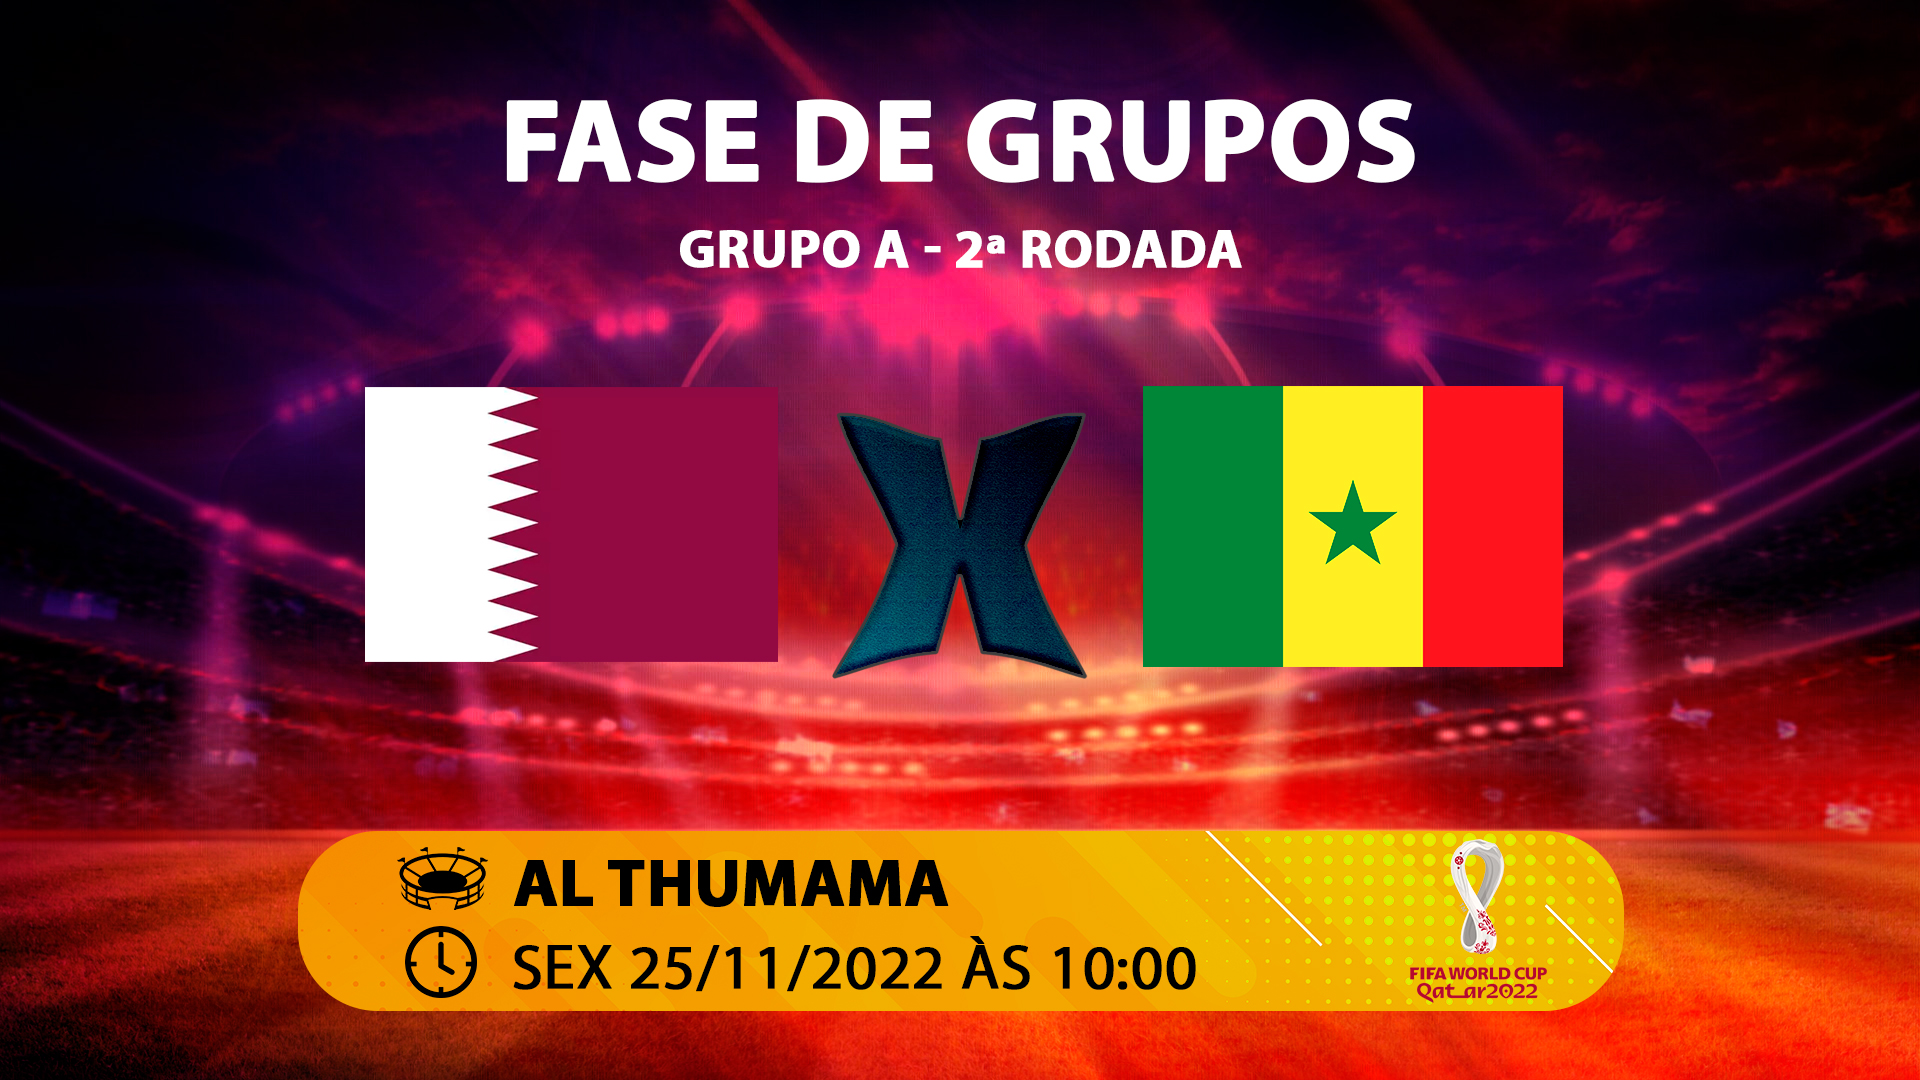 FASE DE GRUPOS
GRUPO A - 2ª RODADA
X
AL THUMAMA
SEX 25/11/2022 ÀS 10:00
FIFA WORLD CUP
Qatar2022